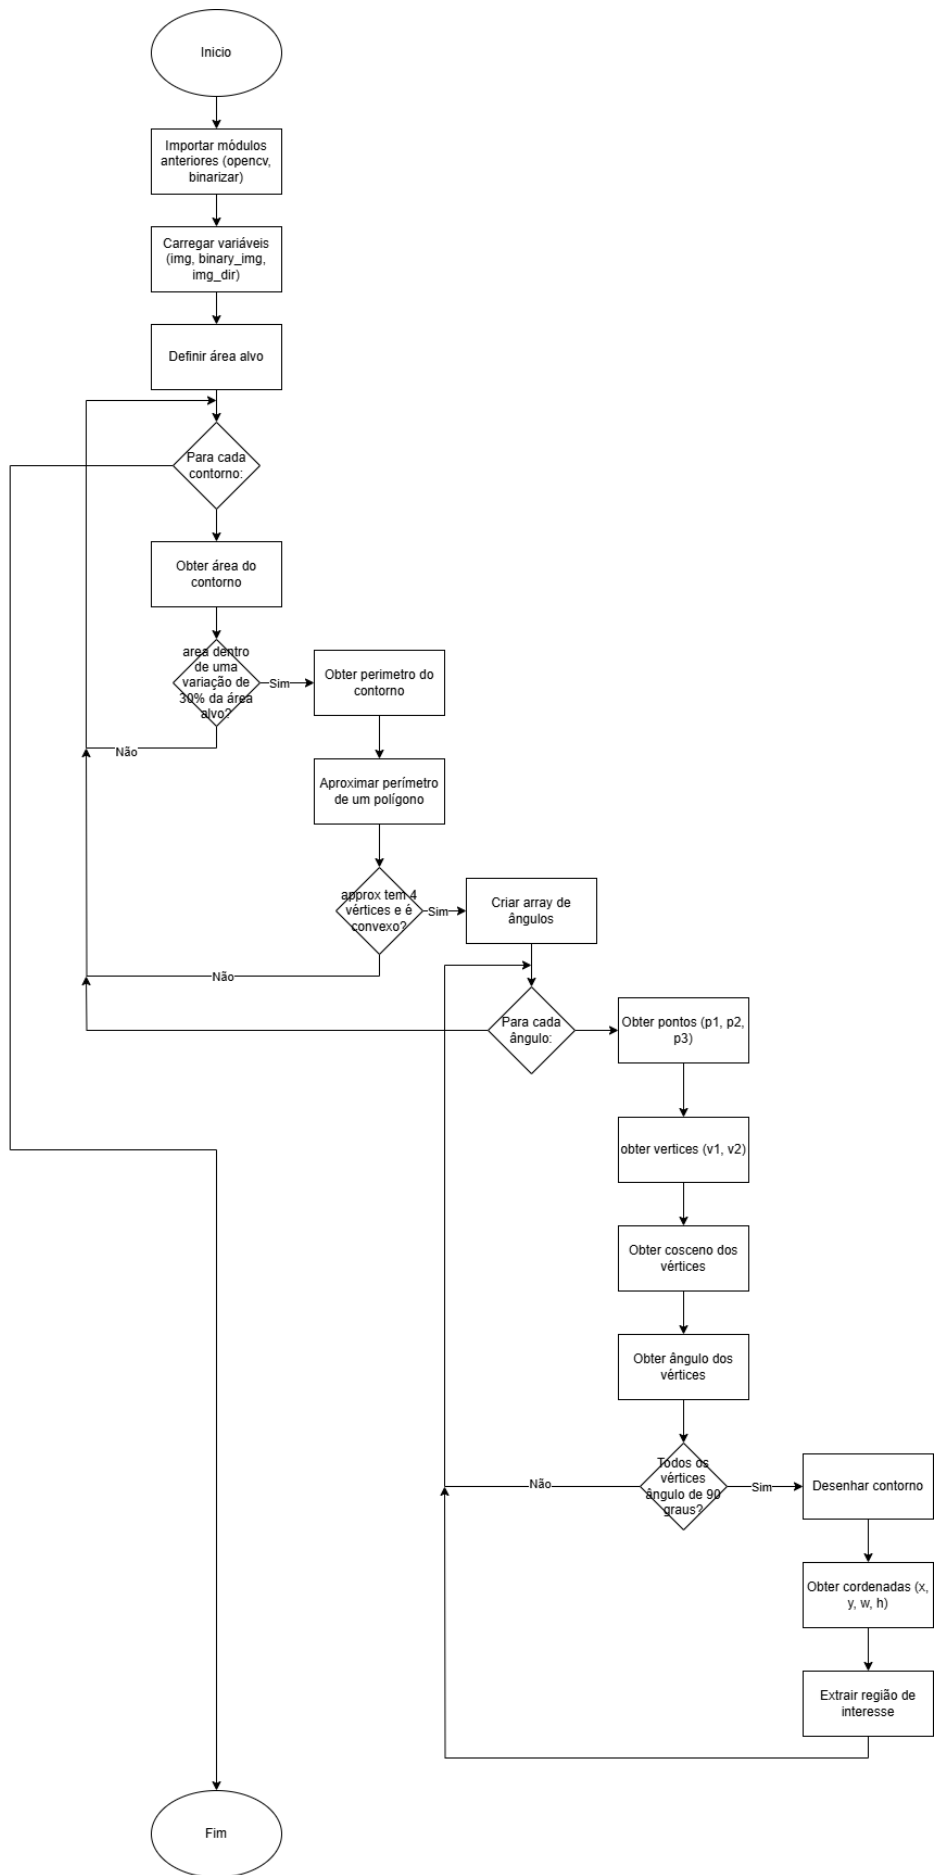 Inicio
Importar módulos
anteriores (opencv,
binarizar)
Carregar variáveis
(img, binary_img,
img_dir)
Definir área alvo
Para cada
contorno:
Obter área do
contorno
area dentro
de uma
variação de
30% da área
alvo?
Sim
Não
Obter perimetro do
contorno
Aproximar perímetro
de um polígono
approx tem 4
vértices e é
convexo?
Sim
Não
Criar array de
ângulos
Para cada
ângulo:
Obter pontos (p1, p2,
p3)
obter vertices (v1, v2)
Obter cosceno dos
vértices
Obter ângulo dos
vértices
Todos os
vértices
ângulo de 90
graus?
Não
Sim
Desenhar contorno
Obter cordenadas (x,
y, w, h)
Extrair região de
interesse
Fim